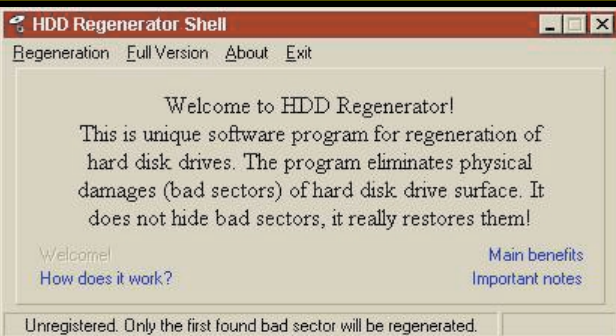 HDD Regenerator Shell
Regeneration Full Version About Exit
Welcome to HDD Regenerator!
This is unique software program for regeneration of
hard disk drives. The program eliminates physical
damages (bad sectors) of hard disk drive surface. It
does not hide bad sectors, it really restores them!
Welcome! Main benefits
How does it work? Important notes
Unregistered. Only the first found bad sector will be regenerated.